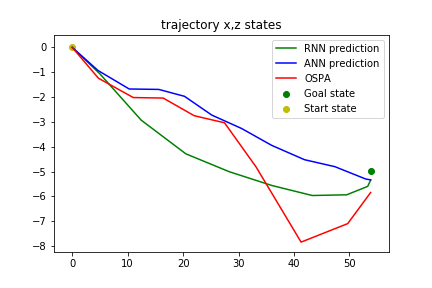 trajectory x,z states
RNN prediction
ANN prediction
OSPA
Goal state
Start state
0
−1
−2
−3
−4
−5
−6
−7
−8
0 10 20 30 40 50